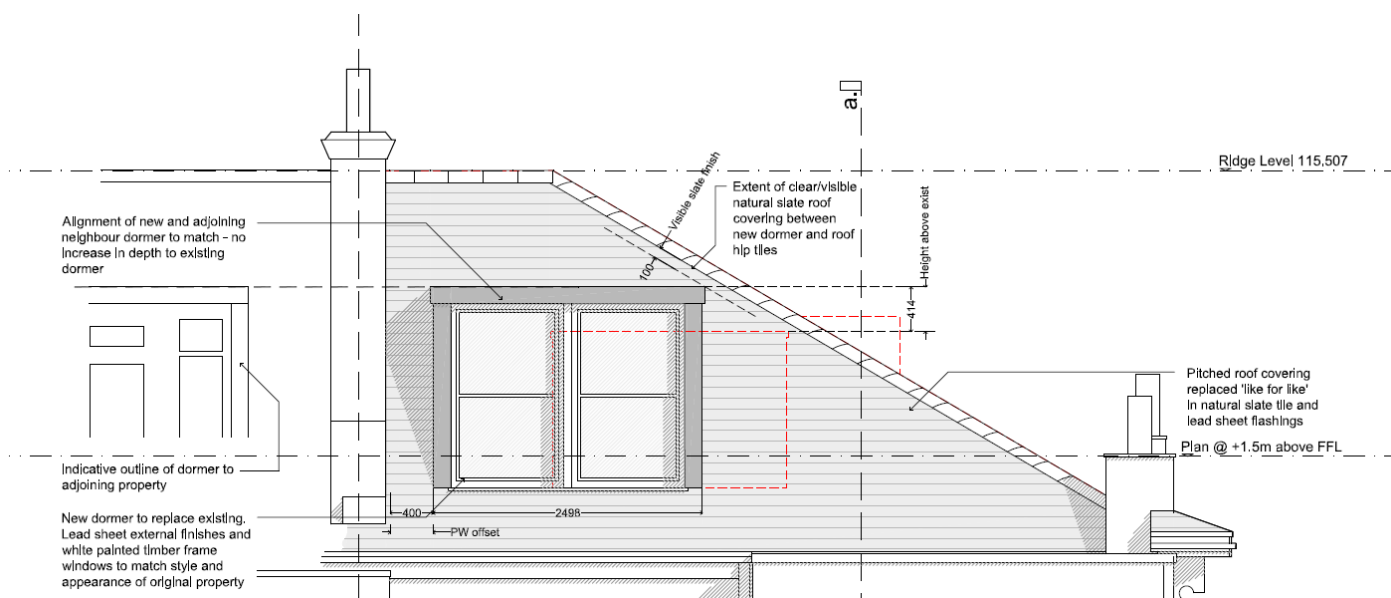 a.
Ridge Level 115,507
Visible slate finish
100
Extent of clear/visible
natural slate roof
covering between
new dormer and roof
hip tiles
Height above exist
414
Alignment of new and adjoining
neighbour dormer to match - no
increase in depth to existing
dormer
Pitched roof covering
replaced 'like for like'
in natural slate tile and
lead sheet flashings
Plan @ +1.5m above FFL
Indicative outline of dormer to
adjoining property
New dormer to replace existing.
Lead sheet external finishes and
white painted timber frame
windows to match style and
appearance of original property
400
2498
PW offset